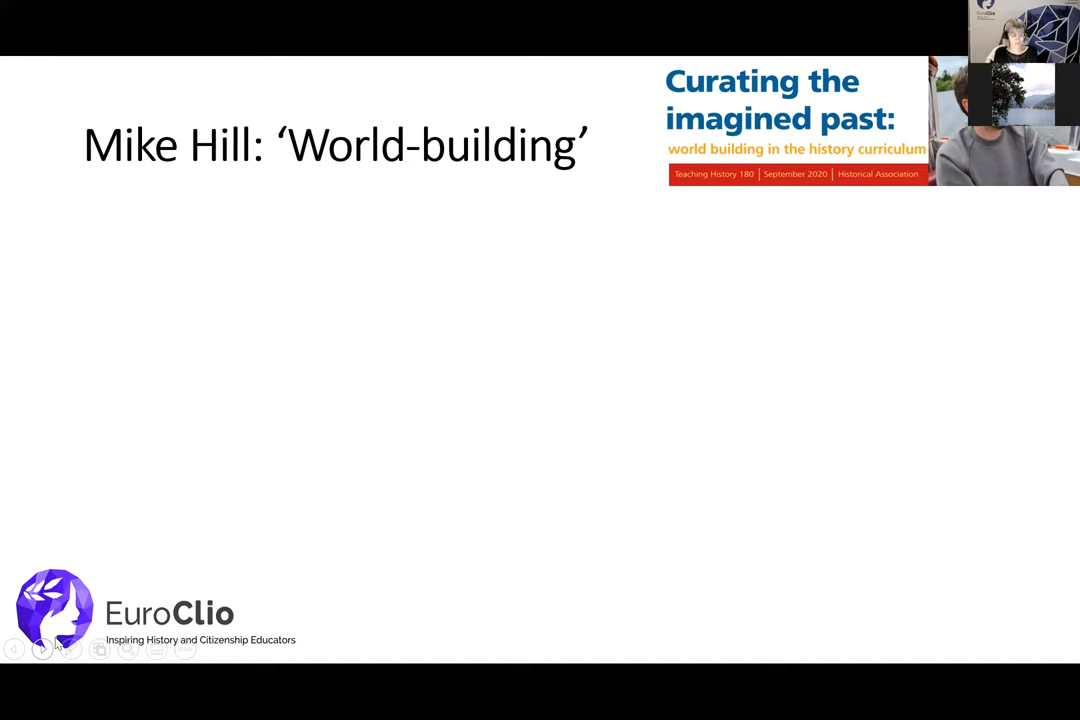 Mike Hill: ‘World-building’
Curating the
imagined past:
world building in the history curriculum
Teaching History 180 | September 2020 | Historical Association
EuroClio
EuroClio
Inspiring History and Citizenship Educators